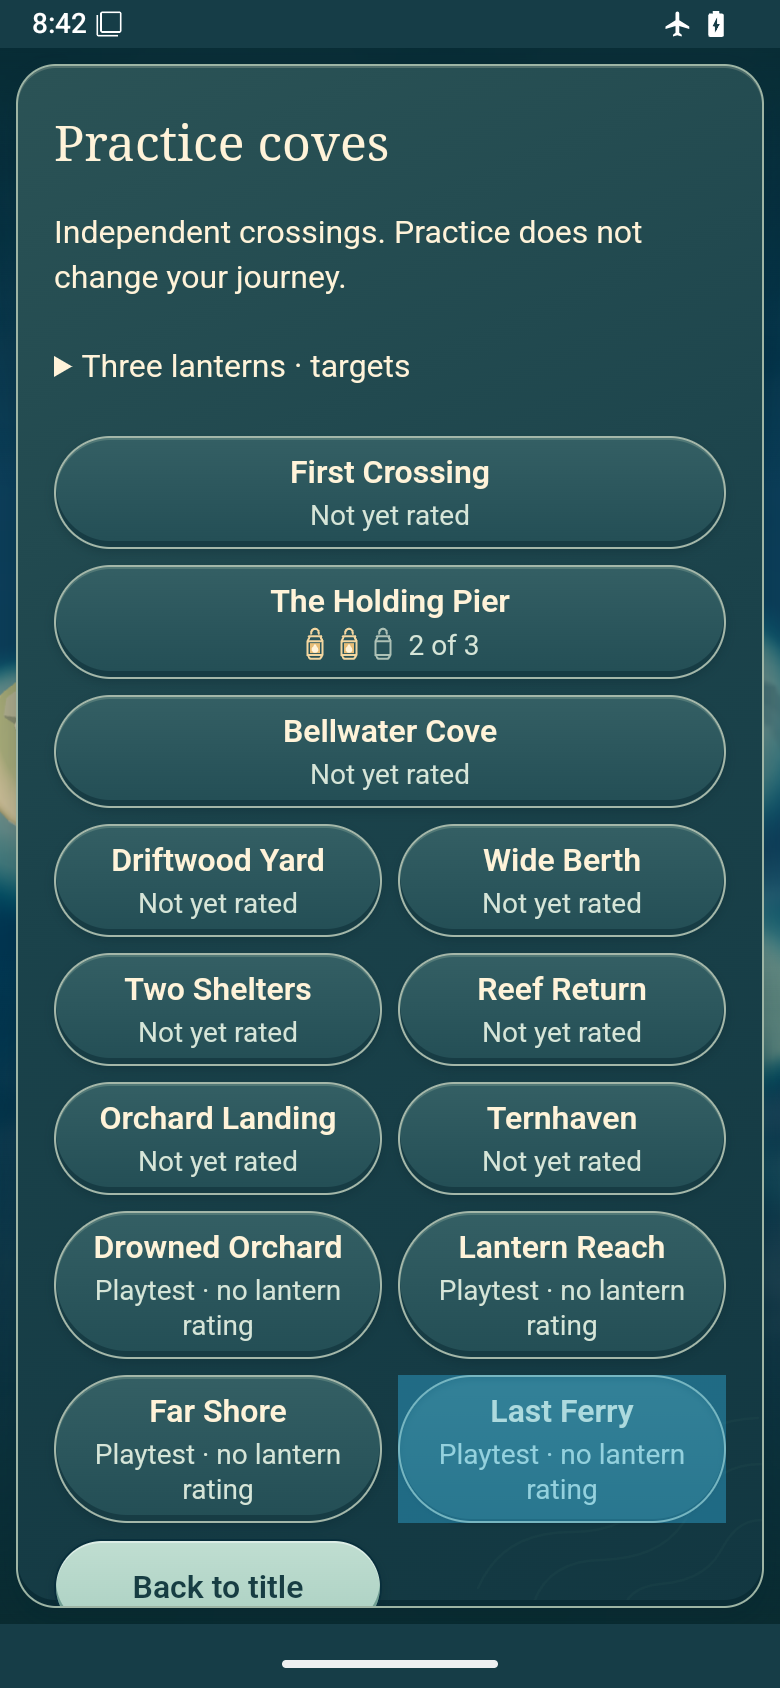 8:42
Practice coves
Independent crossings. Practice does not
change your journey.
Three lanterns · targets
First Crossing
Not yet rated
The Holding Pier
2 of 3
Bellwater Cove
Not yet rated
Driftwood Yard
Not yet rated
Wide Berth
Not yet rated
Two Shelters
Not yet rated
Reef Return
Not yet rated
Orchard Landing
Not yet rated
Ternhaven
Not yet rated
Drowned Orchard
Playtest · no lantern
rating
Lantern Reach
Playtest · no lantern
rating
Far Shore
Playtest · no lantern
rating
Last Ferry
Playtest · no lantern
rating
Back to title